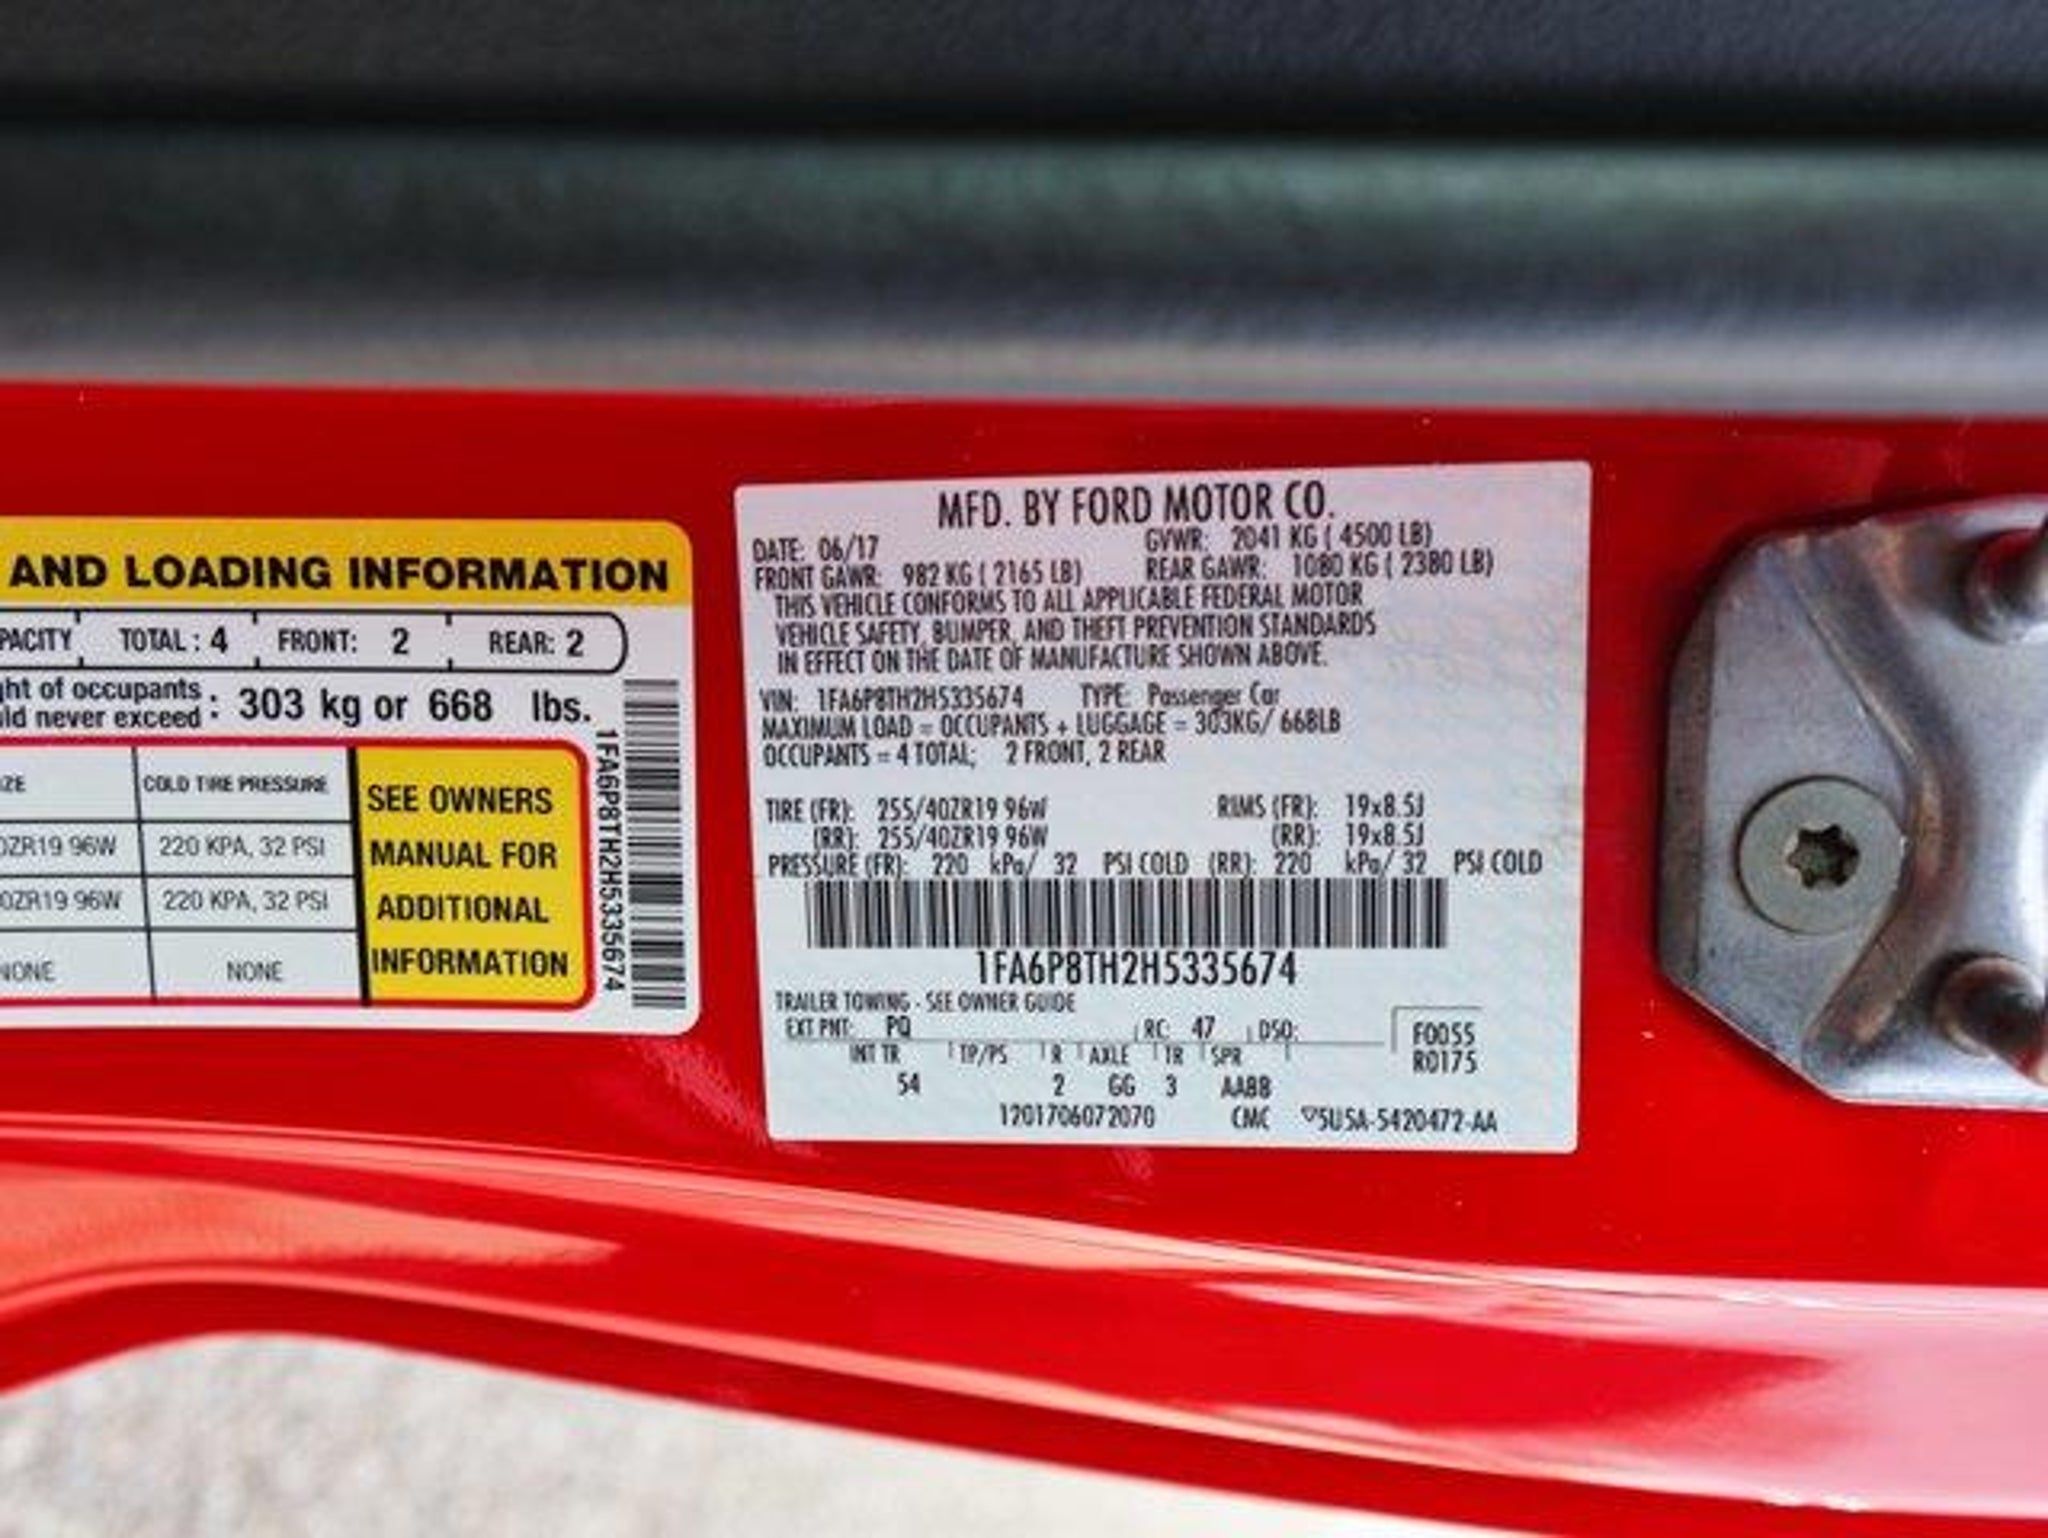 AND LOADING INFORMATION
PACITY TOTAL : 4 FRONT: 2 REAR: 2
ght of occupants
ld never exceed : 303 kg or 668 lbs.
IZE COLD TIRE PRESSURE
0ZR19 96W 220 KPA, 32 PSI
0ZR19 96W 220 KPA, 32 PSI
NONE NONE
SEE OWNERS
MANUAL FOR
ADDITIONAL
INFORMATION
1FA6P8TH2H5335674
MFD. BY FORD MOTOR CO.
DATE: 06/17 GVWR: 2041 KG ( 4500 LB)
FRONT GAWR: 982 KG ( 2165 LB) REAR GAWR: 1080 KG ( 2380 LB)
THIS VEHICLE CONFORMS TO ALL APPLICABLE FEDERAL MOTOR
VEHICLE SAFETY, BUMPER, AND THEFT PREVENTION STANDARDS
IN EFFECT ON THE DATE OF MANUFACTURE SHOWN ABOVE.
VIN: 1FA6P8TH2H5335674 TYPE: Passenger Car
MAXIMUM LOAD = OCCUPANTS + LUGGAGE = 303KG/ 668LB
OCCUPANTS = 4 TOTAL; 2 FRONT, 2 REAR
TIRE (FR): 255/40ZR19 96W RIMS (FR): 19x8.5J
(RR): 255/40ZR19 96W (RR): 19x8.5J
PRESSURE (FR): 220 kPa/ 32 PSI COLD (RR): 220 kPa/ 32 PSI COLD
1FA6P8TH2H5335674
TRAILER TOWING - SEE OWNER GUIDE
EXT PNT: PQ RC: 47 DSO: F0055
R0175
INT TR TP/PS R AXLE TR SPR
54 2 GG 3 AABB
1201706072070 CMC ▽5U5A-5420472-AA